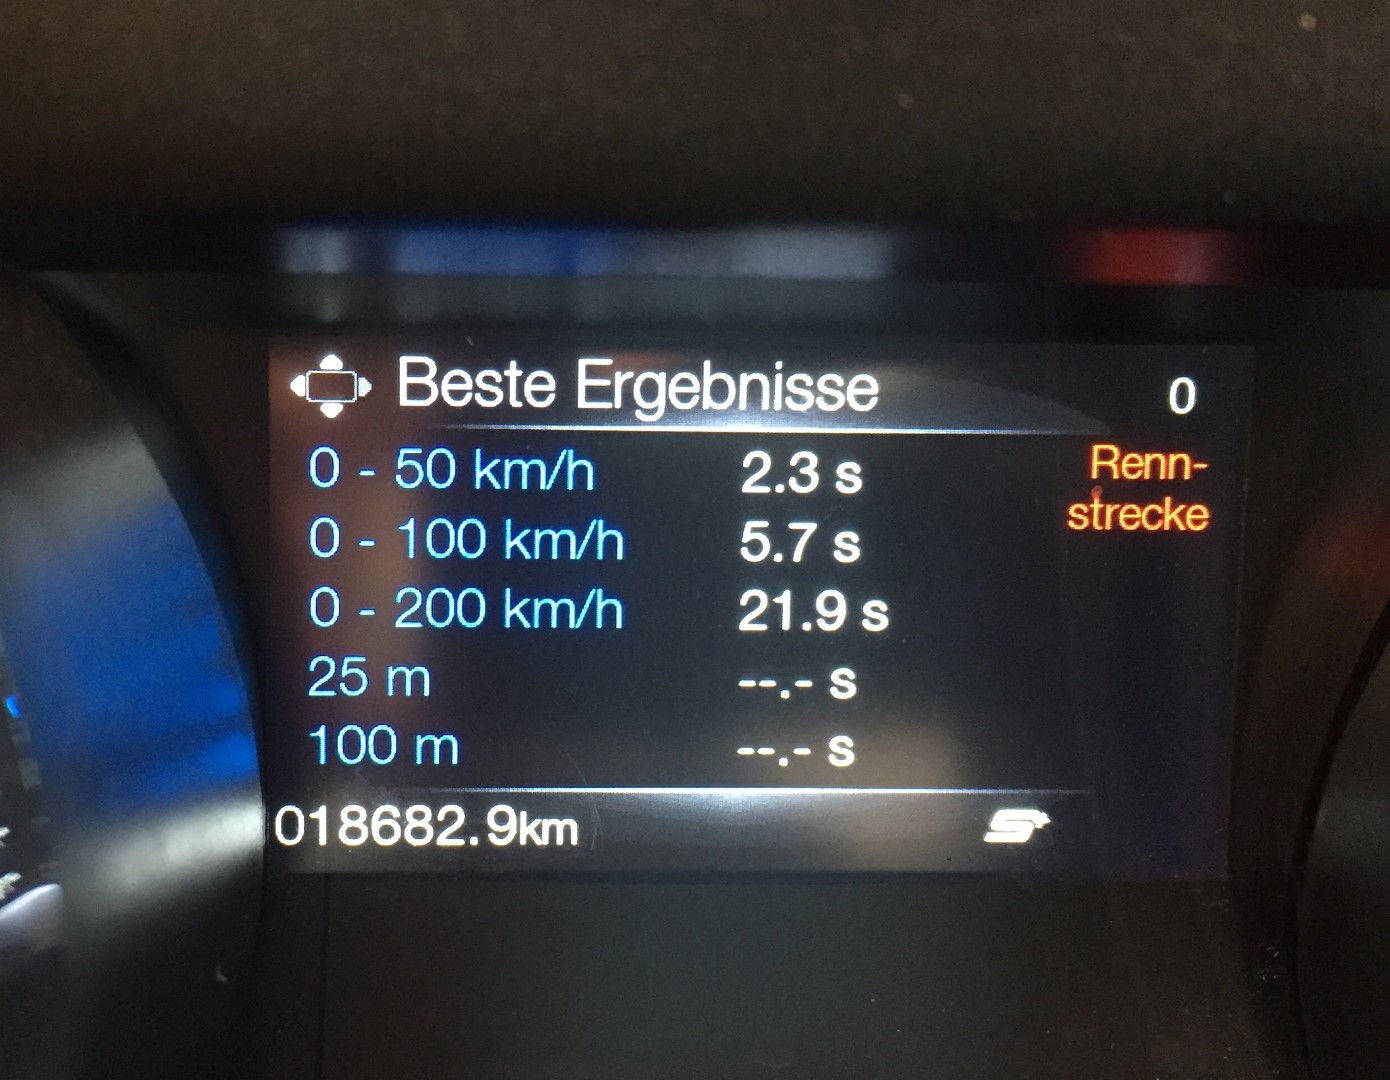 Beste Ergebnisse 0
0 - 50 km/h 2.3 s
Renn-
strecke
0 - 100 km/h 5.7 s
0 - 200 km/h 21.9 s
25 m --.- s
100 m --.- s
018682.9km